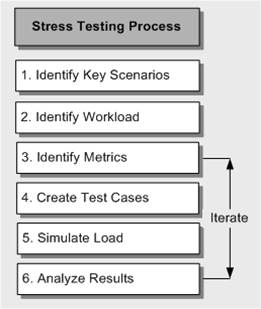 Stress Testing Process
1. Identify Key Scenarios
2. Identify Workload
3. Identify Metrics
4. Create Test Cases
Iterate
5. Simulate Load
6. Analyze Results